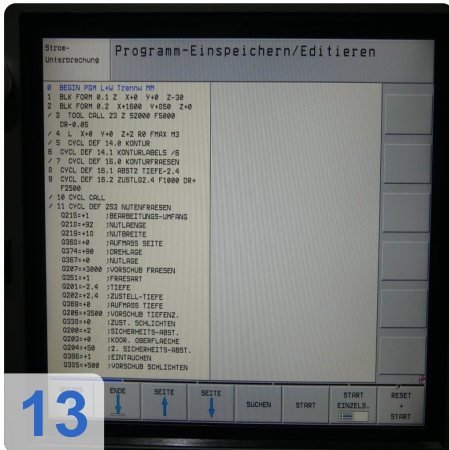 Strom-
Unterbrechung
Programm-Einspeichern/Editieren
0 BEGIN PGM L+W Trennw MM
1 BLK FORM 0.1 Z X+0 Y+0 Z-30
2 BLK FORM 0.2 X+1600 Y+850 Z+0
/ 3 TOOL CALL 23 Z S2000 F5000
DR-0.05
/ 4 L X+0 Y+0 Z+2 R0 FMAX M3
/ 5 CYCL DEF 14.0 KONTUR
6 CYCL DEF 14.1 KONTURLABEL5 /6
/ 7 CYCL DEF 16.0 KONTURFRAESEN
8 CYCL DEF 16.1 ABST2 TIEFE-2.4
9 CYCL DEF 16.2 ZUSTLG2.4 F1000 DR+
F2500
/ 10 CYCL CALL
/ 11 CYCL DEF 253 NUTENFRAESEN
Q215=+1 ;BEARBEITUNGS-UMFANG
Q218=+92 ;NUTLAENGE
Q219=+10 ;NUTBREITE
Q368=+0 ;AUFMASS SEITE
Q374=+90 ;DREHLAGE
Q367=+0 ;NUTLAGE
Q207=+3000 ;VORSCHUB FRAESEN
Q351=+1 ;FRAESART
Q201=-2.4 ;TIEFE
Q202=+2.4 ;ZUSTELL-TIEFE
Q369=+0 ;AUFMASS TIEFE
Q206=+3500 ;VORSCHUB TIEFENZ.
Q338=+0 ;ZUST. SCHLICHTEN
Q200=+2 ;SICHERHEITS-ABST.
Q203=+0 ;KOOR. OBERFLAECHE
Q204=+50 ;2. SICHERHEITS-ABST.
Q366=+1 ;EINTAUCHEN
Q385=+500 ;VORSCHUB SCHLICHTEN
ENDE
SEITE
SEITE
SUCHEN
START
START
EINZELS.
RESET
+
START
13